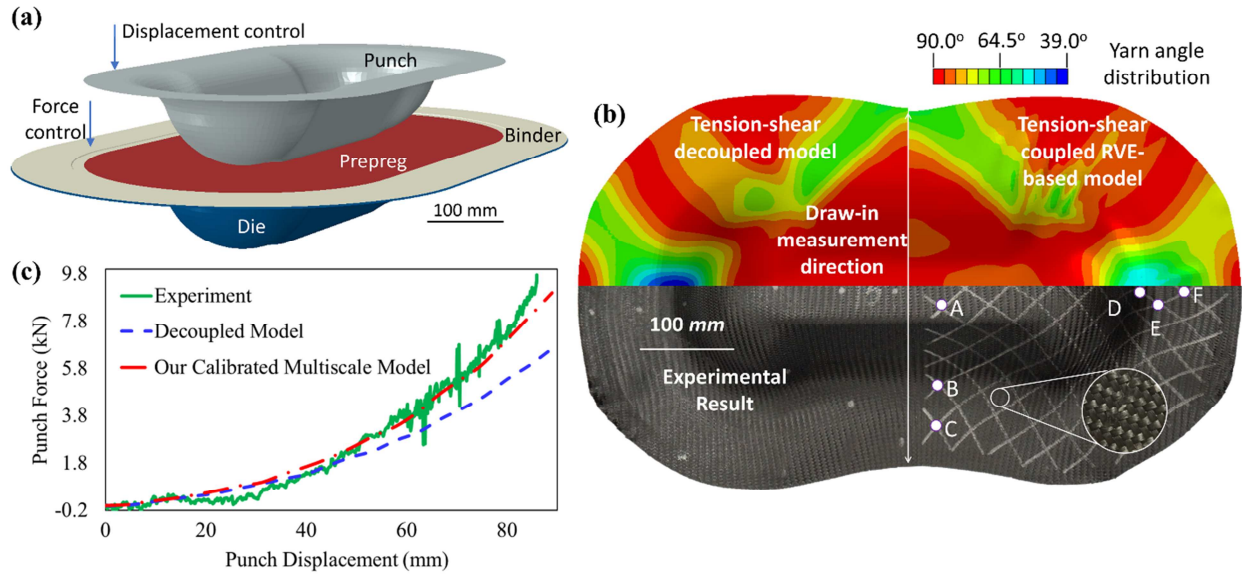 (a)
Displacement control
Punch
Force
control
Binder
Prepreg
Die
100 mm
90.0º 64.5º 39.0º
Yarn angle
distribution
(b)
Tension-shear
decoupled model
Tension-shear
coupled RVE-
based model
Draw-in
measurement
direction
A
B
C
D
E
F
100 mm
Experimental
Result
(c)
Punch Force (kN)
9.8
7.8
5.8
3.8
1.8
-0.2
Experiment
Decoupled Model
Our Calibrated Multiscale Model
0 20 40 60 80
Punch Displacement (mm)